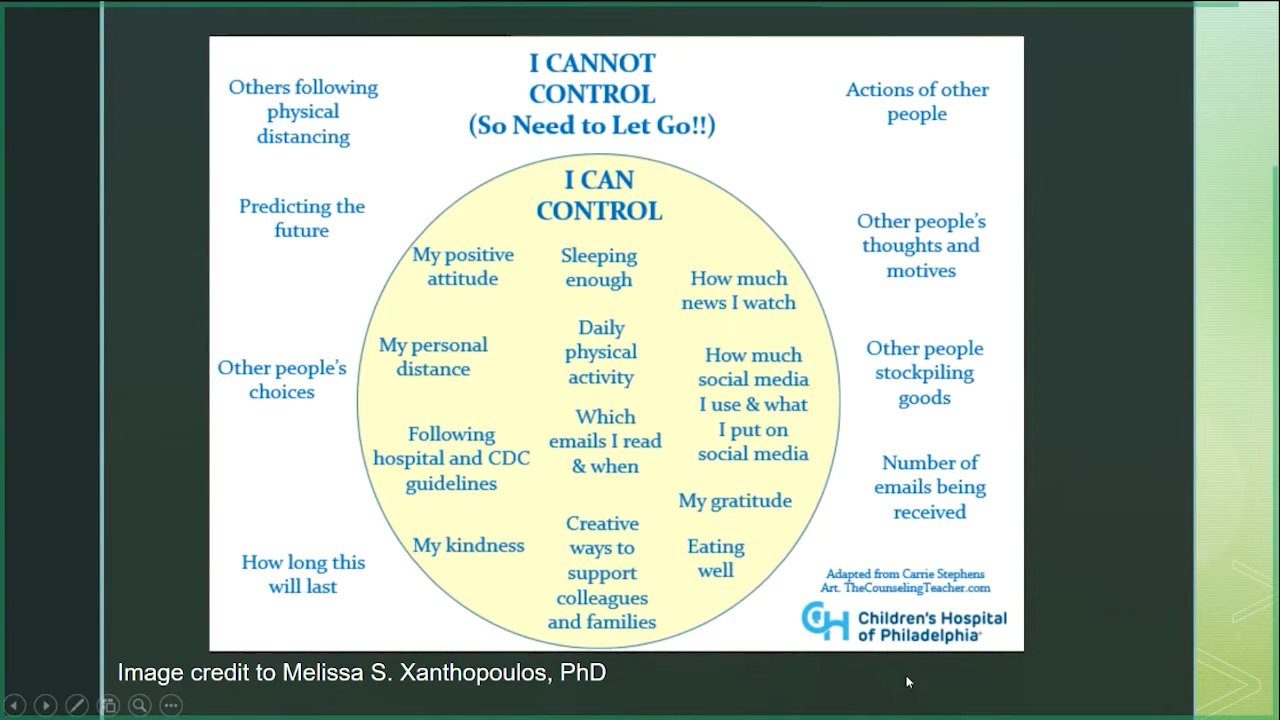 I CANNOT
CONTROL
(So Need to Let Go!!)
Others following
physical
distancing
Predicting the
future
Other people's
choices
How long this
will last
I CAN
CONTROL
My positive
attitude
My personal
distance
Following
hospital and CDC
guidelines
My kindness
Sleeping
enough
Daily
physical
activity
Which
emails I read
& when
Creative
ways to
support
colleagues
and families
How much
news I watch
How much
social media
I use & what
I put on
social media
My gratitude
Eating
well
Actions of other
people
Other people's
thoughts and
motives
Other people
stockpiling
goods
Number of
emails being
received
Adapted from Carrie Stephens
Art. TheCounselingTeacher.com
CH Children's Hospital
of Philadelphia
Image credit to Melissa S. Xanthopoulos, PhD